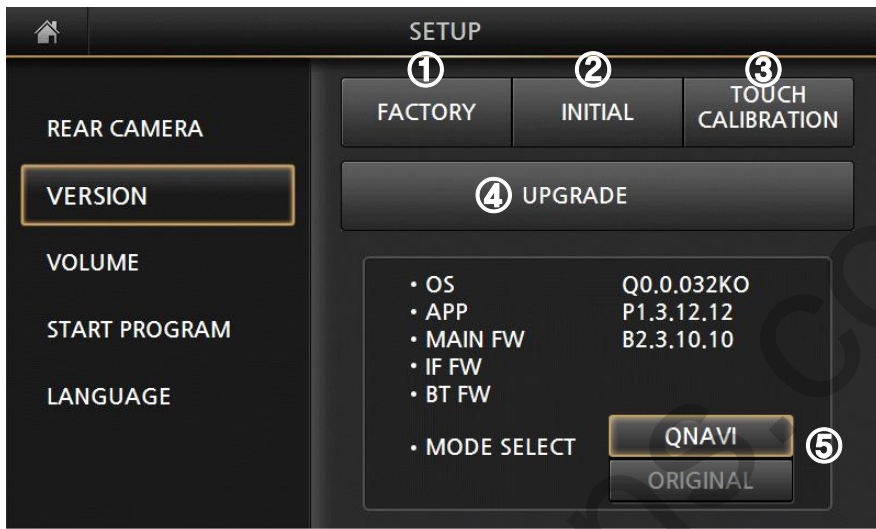 SETUP
① ② ③
FACTORY INITIAL TOUCH CALIBRATION
REAR CAMERA
VERSION
④ UPGRADE
VOLUME
START PROGRAM
LANGUAGE
• OS Q0.0.032KO
• APP P1.3.12.12
• MAIN FW B2.3.10.10
• IF FW
• BT FW
• MODE SELECT QNAVI ⑤
ORIGINAL